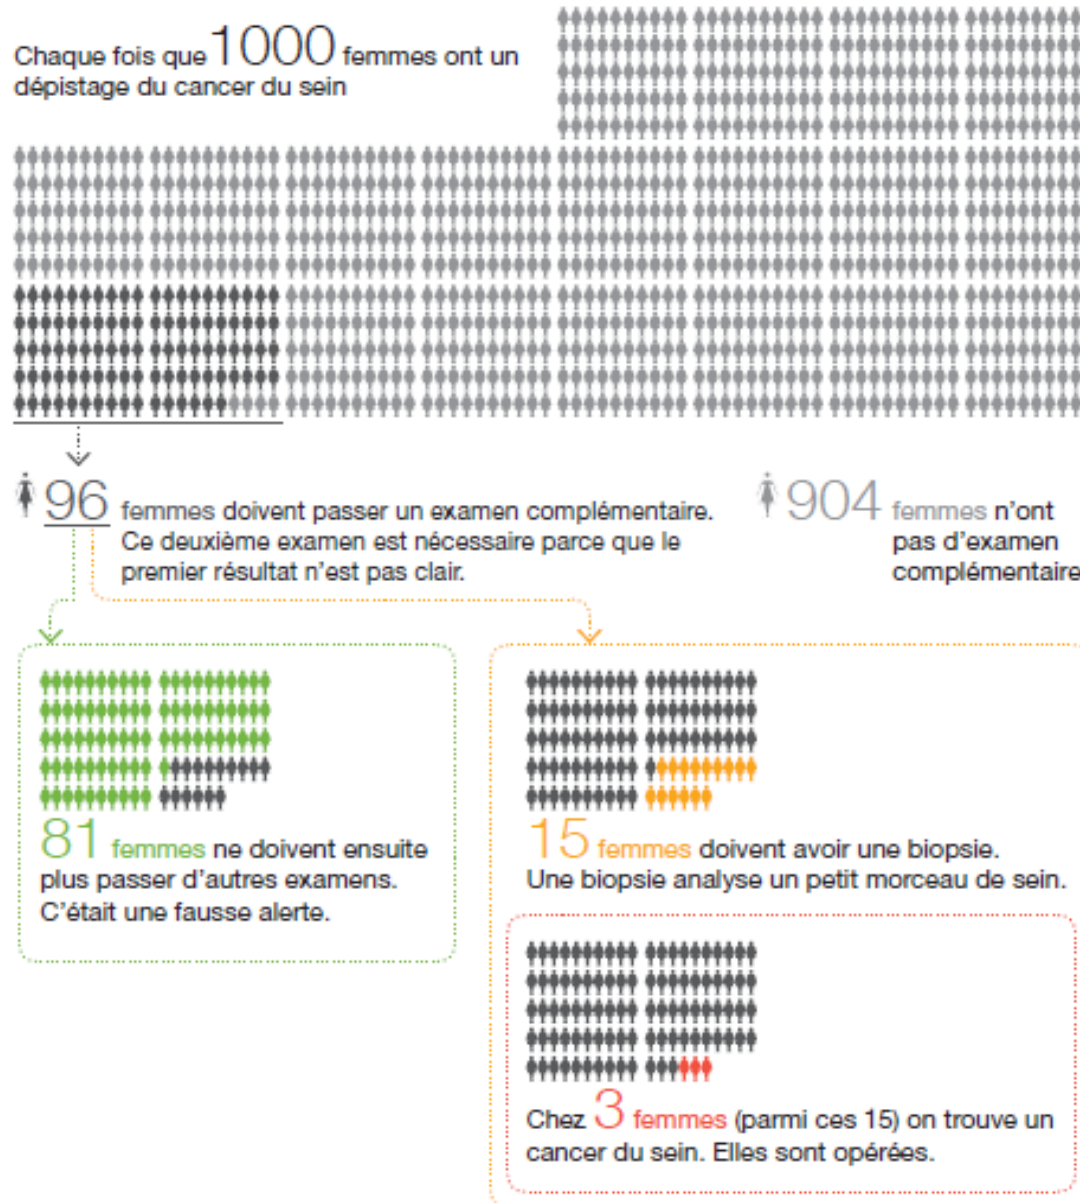 Chaque fois que 1000 femmes ont un
dépistage du cancer du sein
96 femmes doivent passer un examen complémentaire.
Ce deuxième examen est nécessaire parce que le
premier résultat n'est pas clair.
904 femmes n'ont
pas d'examen
complémentaire
81 femmes ne doivent ensuite
plus passer d'autres examens.
C'était une fausse alerte.
15 femmes doivent avoir une biopsie.
Une biopsie analyse un petit morceau de sein.
Chez 3 femmes (parmi ces 15) on trouve un
cancer du sein. Elles sont opérées.